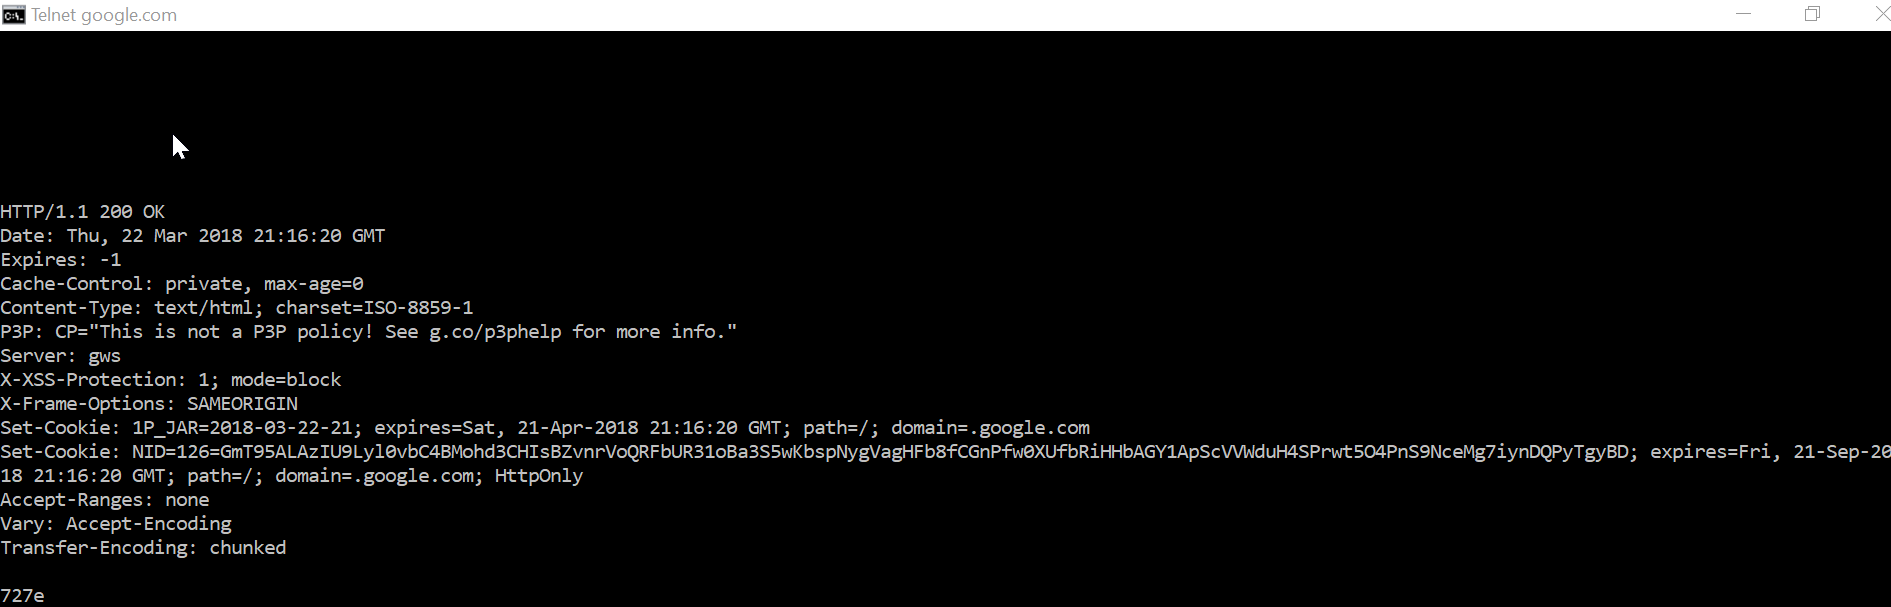 Telnet google.com
HTTP/1.1 200 OK
Date: Thu, 22 Mar 2018 21:16:20 GMT
Expires: -1
Cache-Control: private, max-age=0
Content-Type: text/html; charset=ISO-8859-1
P3P: CP="This is not a P3P policy! See g.co/p3phelp for more info."
Server: gws
X-XSS-Protection: 1; mode=block
X-Frame-Options: SAMEORIGIN
Set-Cookie: 1P_JAR=2018-03-22-21; expires=Sat, 21-Apr-2018 21:16:20 GMT; path=/; domain=.google.com
Set-Cookie: NID=126=GmT95ALAzIU9Lyl0vbC4BMohd3CHIsBZvnrVoQRFbUR31oBa3S5wKbspNygVagHFb8fCGnPfw0XUfbRiHHbAGY1ApScVVWduH4SPrwt5O4PnS9NceMg7iynDQPyTgyBD; expires=Fri, 21-Sep-20
18 21:16:20 GMT; path=/; domain=.google.com; HttpOnly
Accept-Ranges: none
Vary: Accept-Encoding
Transfer-Encoding: chunked
727e